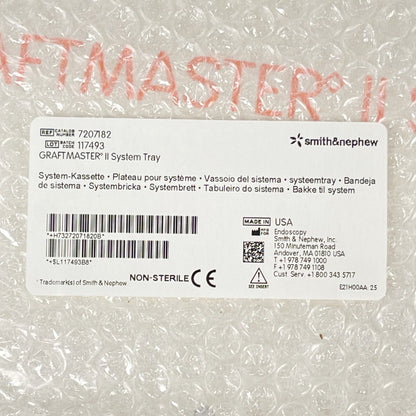 GRAFTMASTER® II S
REF CATALOG NUMBER 7207182
LOT BATCH CODE 117493
GRAFTMASTER® II System Tray
smith&nephew
System-Kassette • Plateau pour système • Vassoio del sistema • systeemtray • Bandeja
de sistema • Systembricka • Systembrett • Tabuleiro do sistema • Bakke til system
*+H73272071820B*
*+5L117493B8*
NON-STERILE CE
® Trademark(s) of Smith & Nephew
MADE IN USA
Endoscopy
Smith & Nephew, Inc.
150 Minuteman Road
Andover, MA 01810 USA
T +1 978 749 1000
F +1 978 749 1108
Cust. Serv. +1 800 343 5717
SEE INSERT
E21H00AA 25